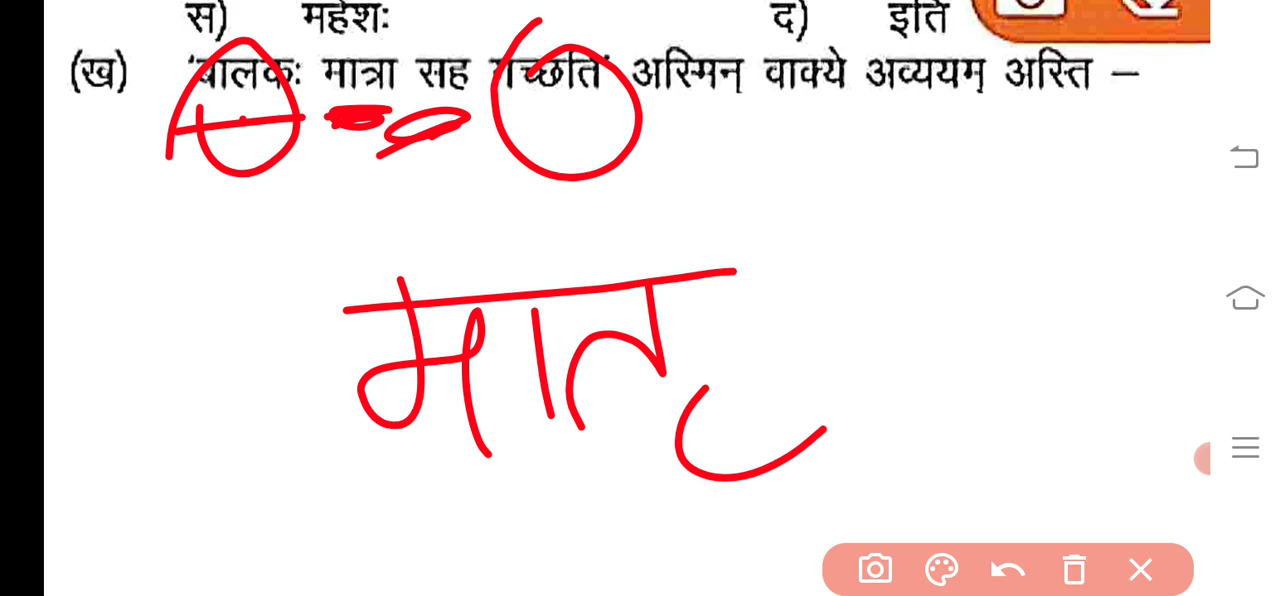 स) महेशः द) इति
(ख) 'बालकः मात्रा सह गच्छति' अस्मिन् वाक्ये अव्ययम् अस्ति –
मातृ